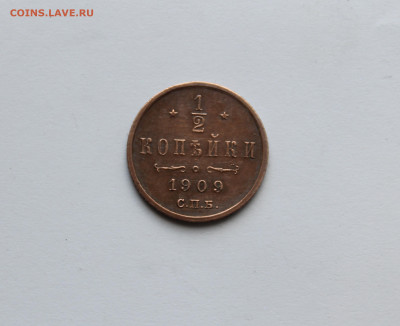 COINS.LAVE.RU
1/2
КОПѢЙКИ
1909
С.П.Б.